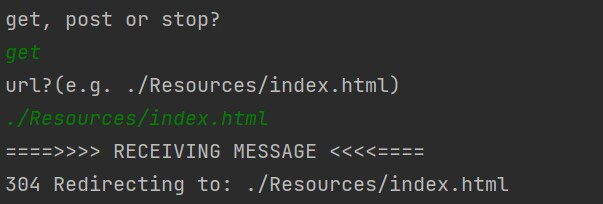 get, post or stop?
get
url?(e.g. ./Resources/index.html)
./Resources/index.html
====>>>> RECEIVING MESSAGE <<<<====
304 Redirecting to: ./Resources/index.html